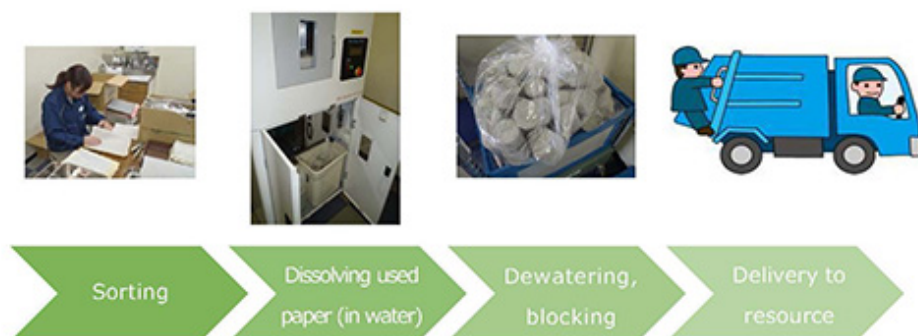 Sorting
Dissolving used
paper (in water)
Dewatering,
blocking
Delivery to
resource